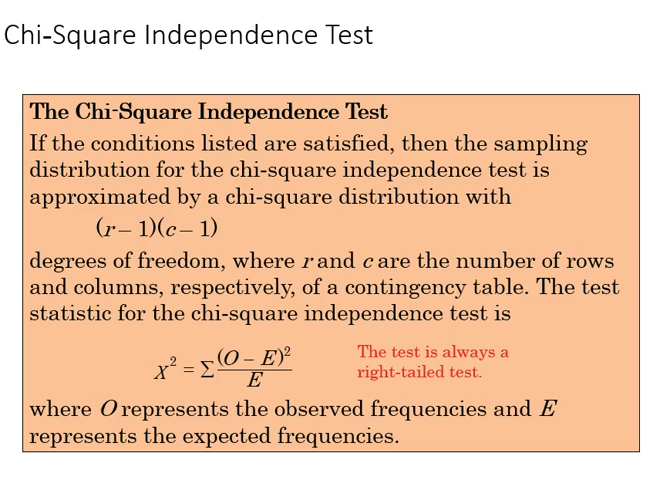 Chi-Square Independence Test
The Chi-Square Independence Test
If the conditions listed are satisfied, then the sampling
distribution for the chi-square independence test is
approximated by a chi-square distribution with
(r – 1)(c – 1)
degrees of freedom, where r and c are the number of rows
and columns, respectively, of a contingency table. The test
statistic for the chi-square independence test is
χ² = Σ(O – E)²/E
The test is always a
right-tailed test.
where O represents the observed frequencies and E
represents the expected frequencies.